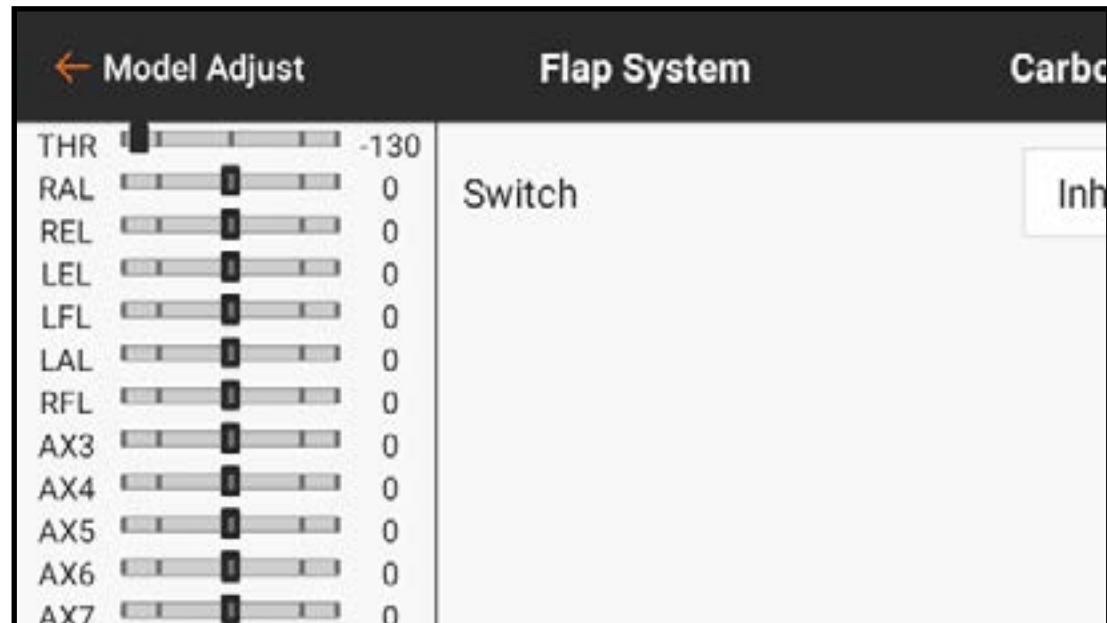 ← Model Adjust Flap System Carbo
THR -130
Switch Inh
RAL 0
REL 0
LEL 0
LFL 0
LAL 0
RFL 0
AX3 0
AX4 0
AX5 0
AX6 0
AX7 0